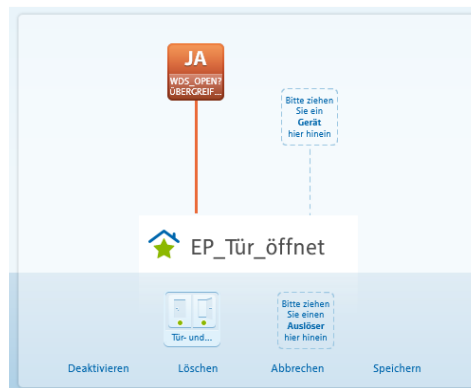 JA
WDS_OPEN?
ÜBERGREIF...
Bitte ziehen
Sie ein
Gerät
hier hinein
EP_Tür_öffnet
Tür- und...
Bitte ziehen
Sie einen
Auslöser
hier hinein
Deaktivieren
Löschen
Abbrechen
Speichern